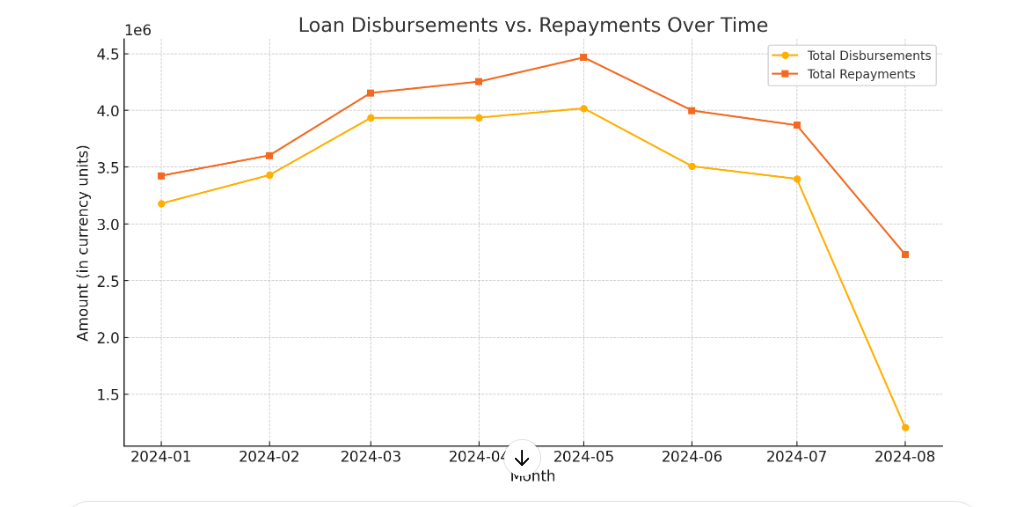 Loan Disbursements vs. Repayments Over Time
1e6
Total Disbursements
Total Repayments
4.5
4.0
3.5
3.0
2.5
2.0
1.5
Amount (in currency units)
2024-01 2024-02 2024-03 2024-04 2024-05 2024-06 2024-07 2024-08
Month